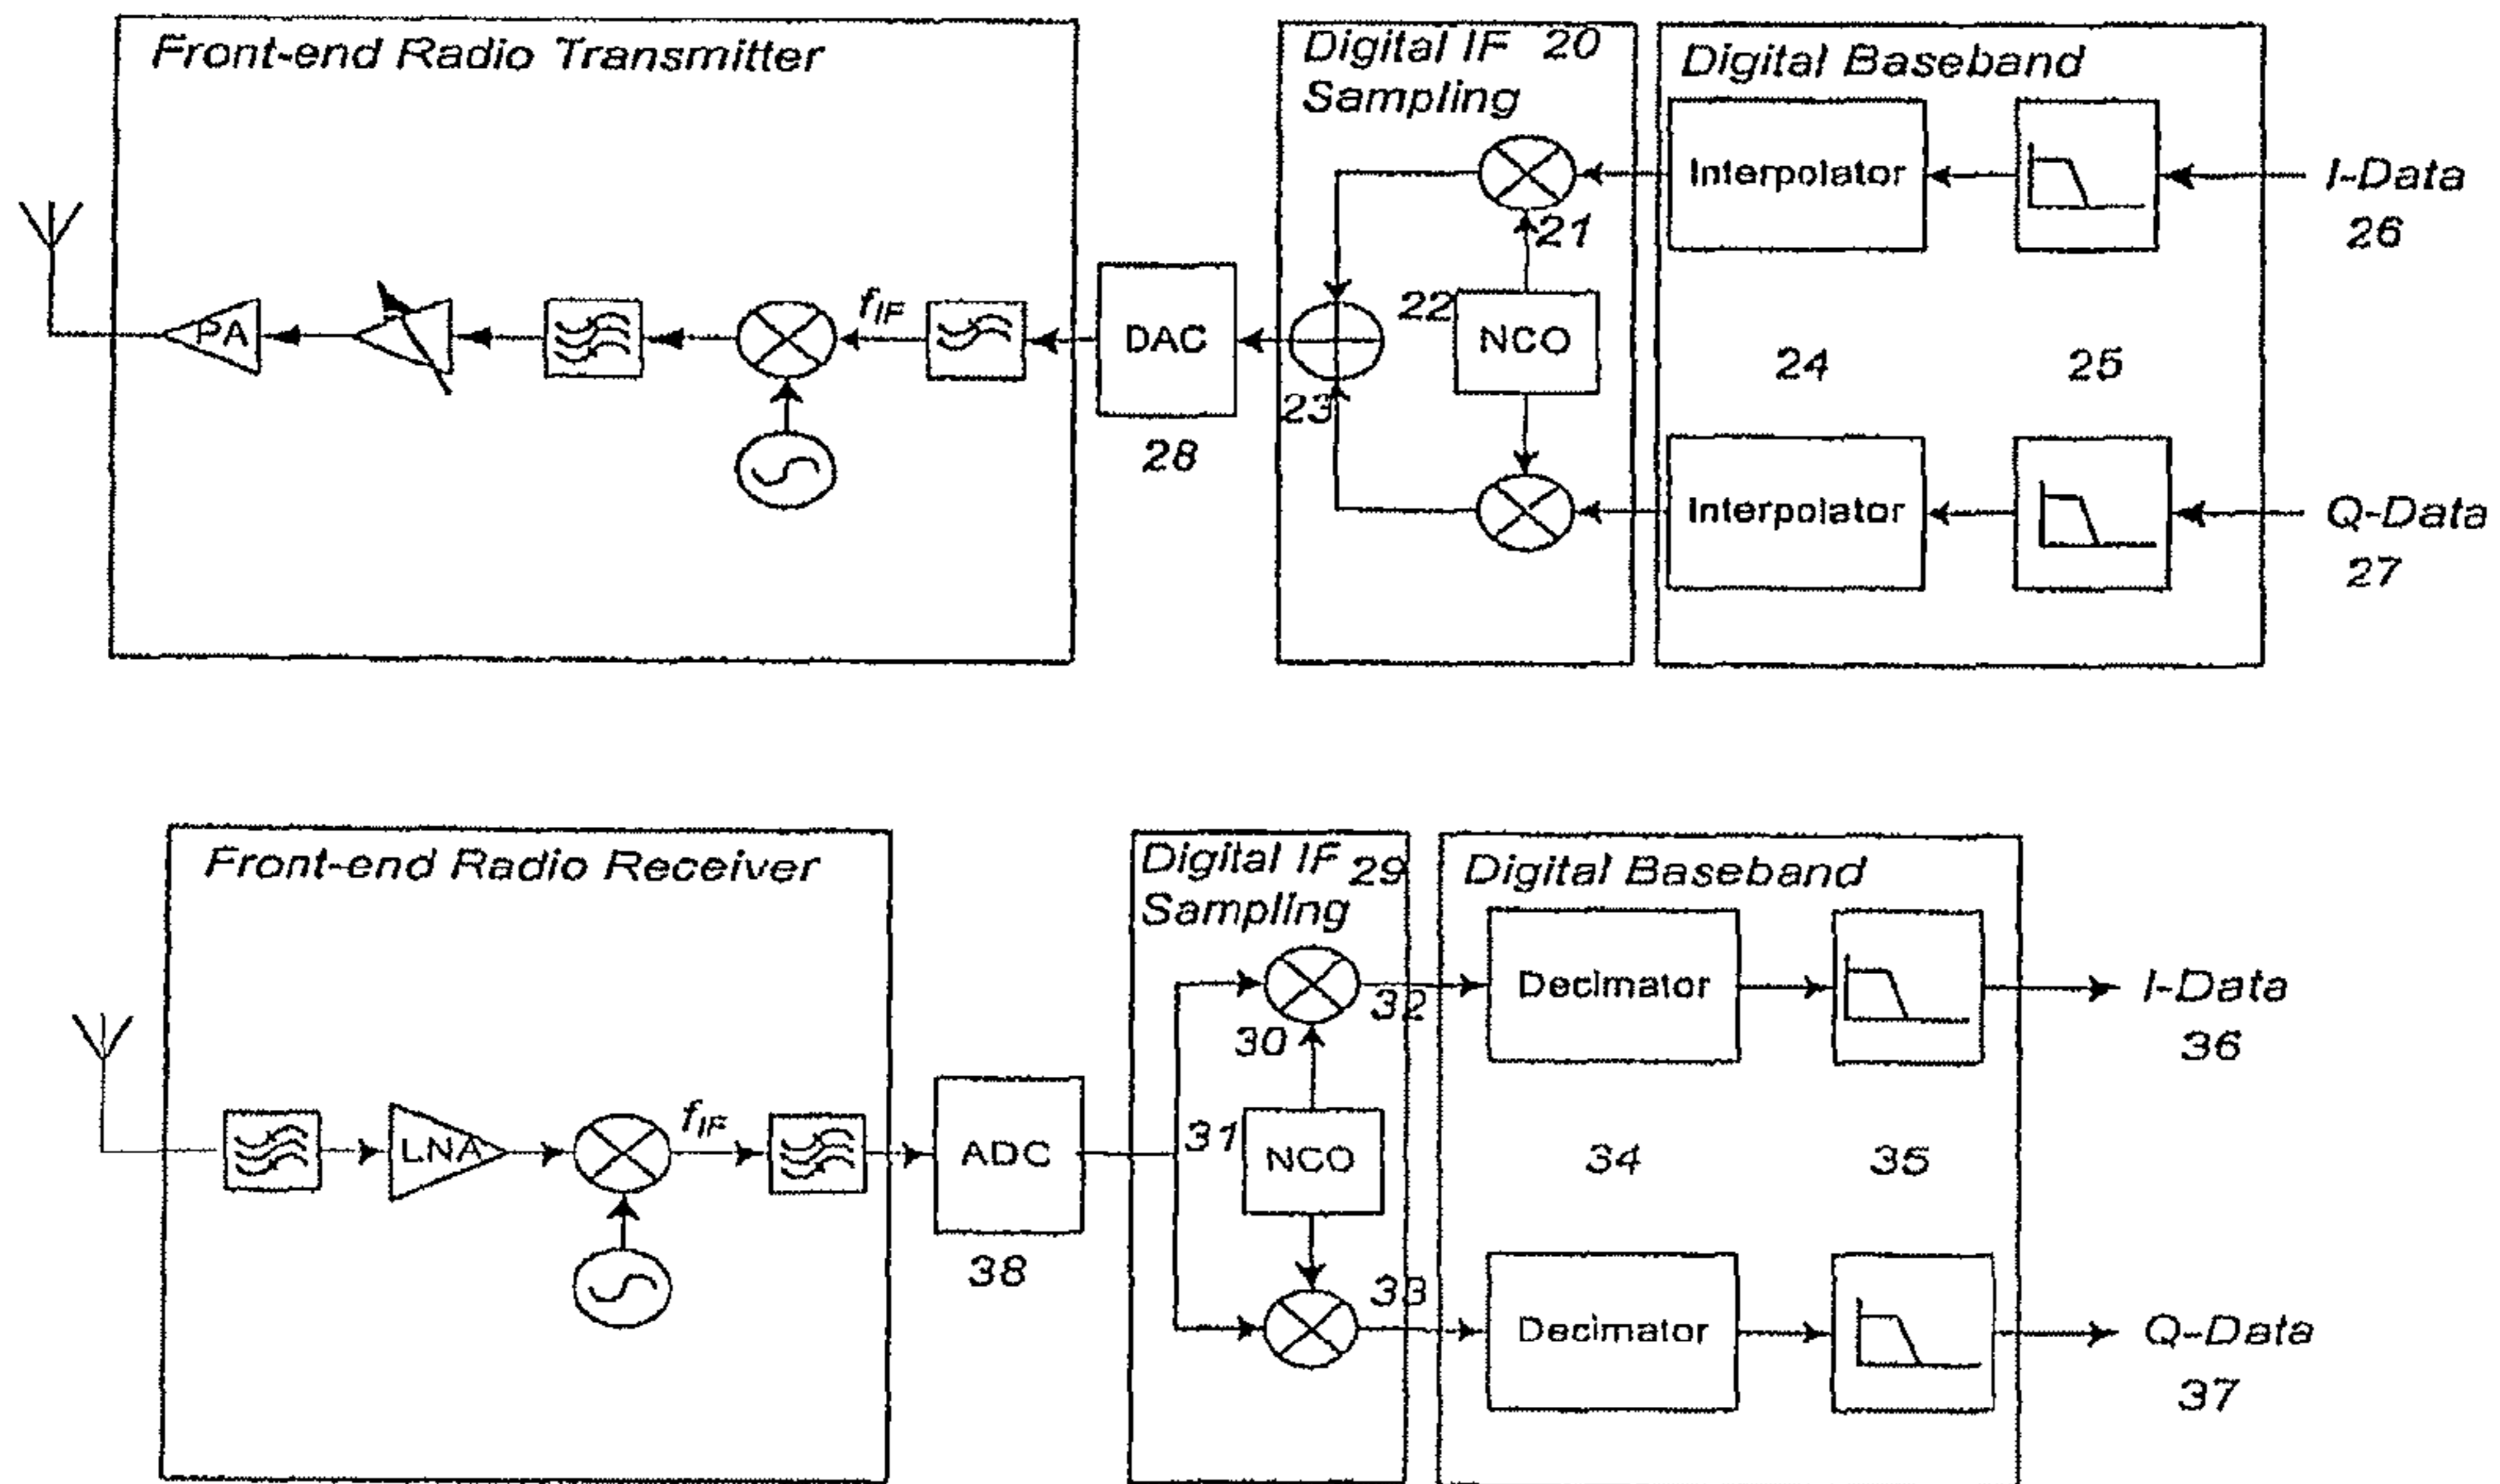 Front-end Radio Transmitter
Digital IF 20
Sampling
Digital Baseband
Interpolator
I-Data
26
21
PA
fIF
DAC
28
22
NCO
23
24
25
Interpolator
Q-Data
27
Front-end Radio Receiver
Digital IF 29
Sampling
Digital Baseband
Decimator
I-Data
36
30
32
LNA
fIF
ADC
38
31
NCO
34
35
33
Decimator
Q-Data
37